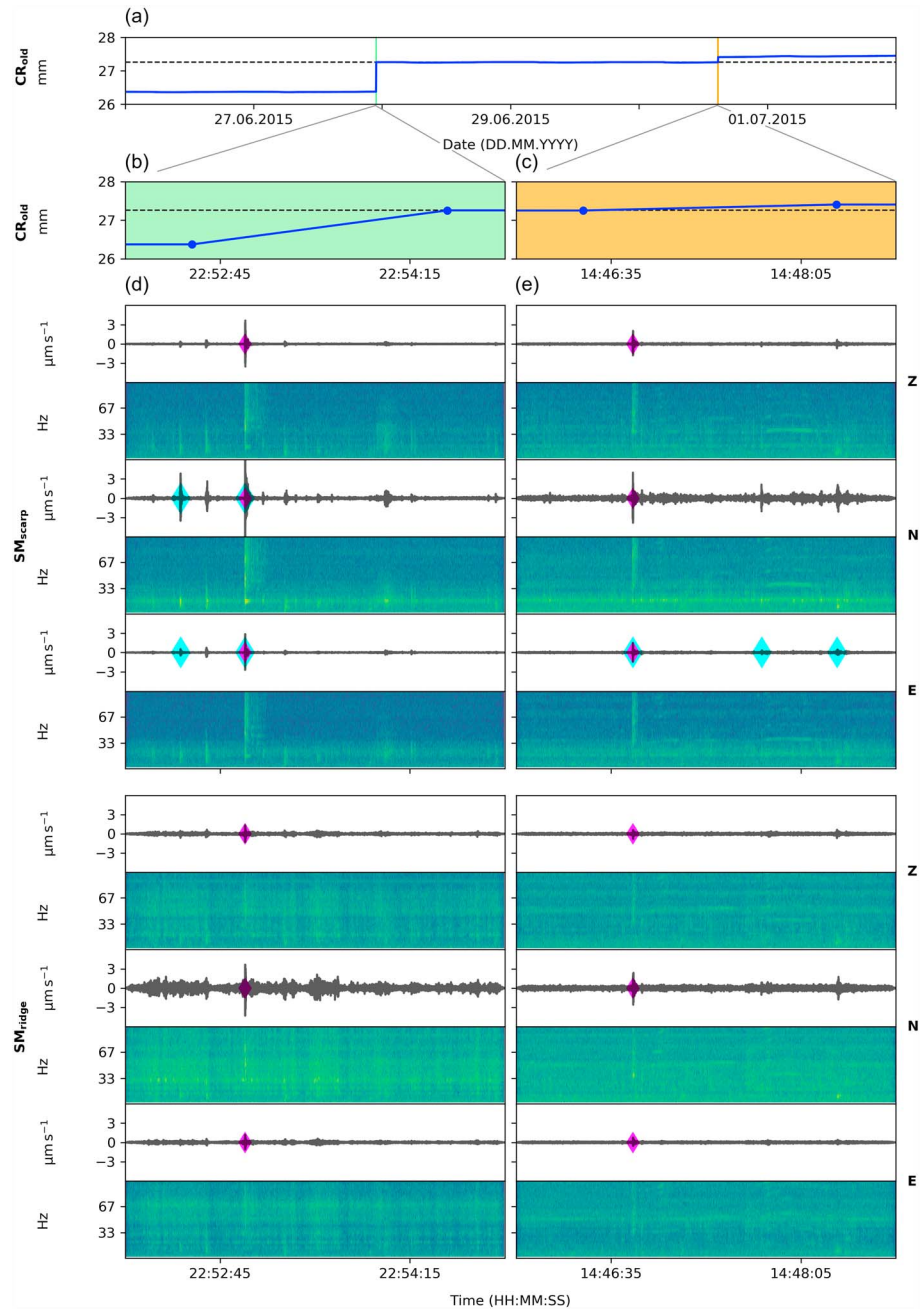 (a)
28
27
26
CR_old
mm
27.06.2015
29.06.2015
01.07.2015
Date (DD.MM.YYYY)
(b)
(c)
28
27
26
CR_old
mm
22:52:45
22:54:15
14:46:35
14:48:05
(d)
(e)
SM_scarp
3
0
−3
µm s⁻¹
Z
67
33
Hz
3
0
−3
µm s⁻¹
N
67
33
Hz
3
0
−3
µm s⁻¹
E
67
33
Hz
SM_ridge
3
0
−3
µm s⁻¹
Z
67
33
Hz
3
0
−3
µm s⁻¹
N
67
33
Hz
3
0
−3
µm s⁻¹
E
67
33
Hz
22:52:45
22:54:15
14:46:35
14:48:05
Time (HH:MM:SS)